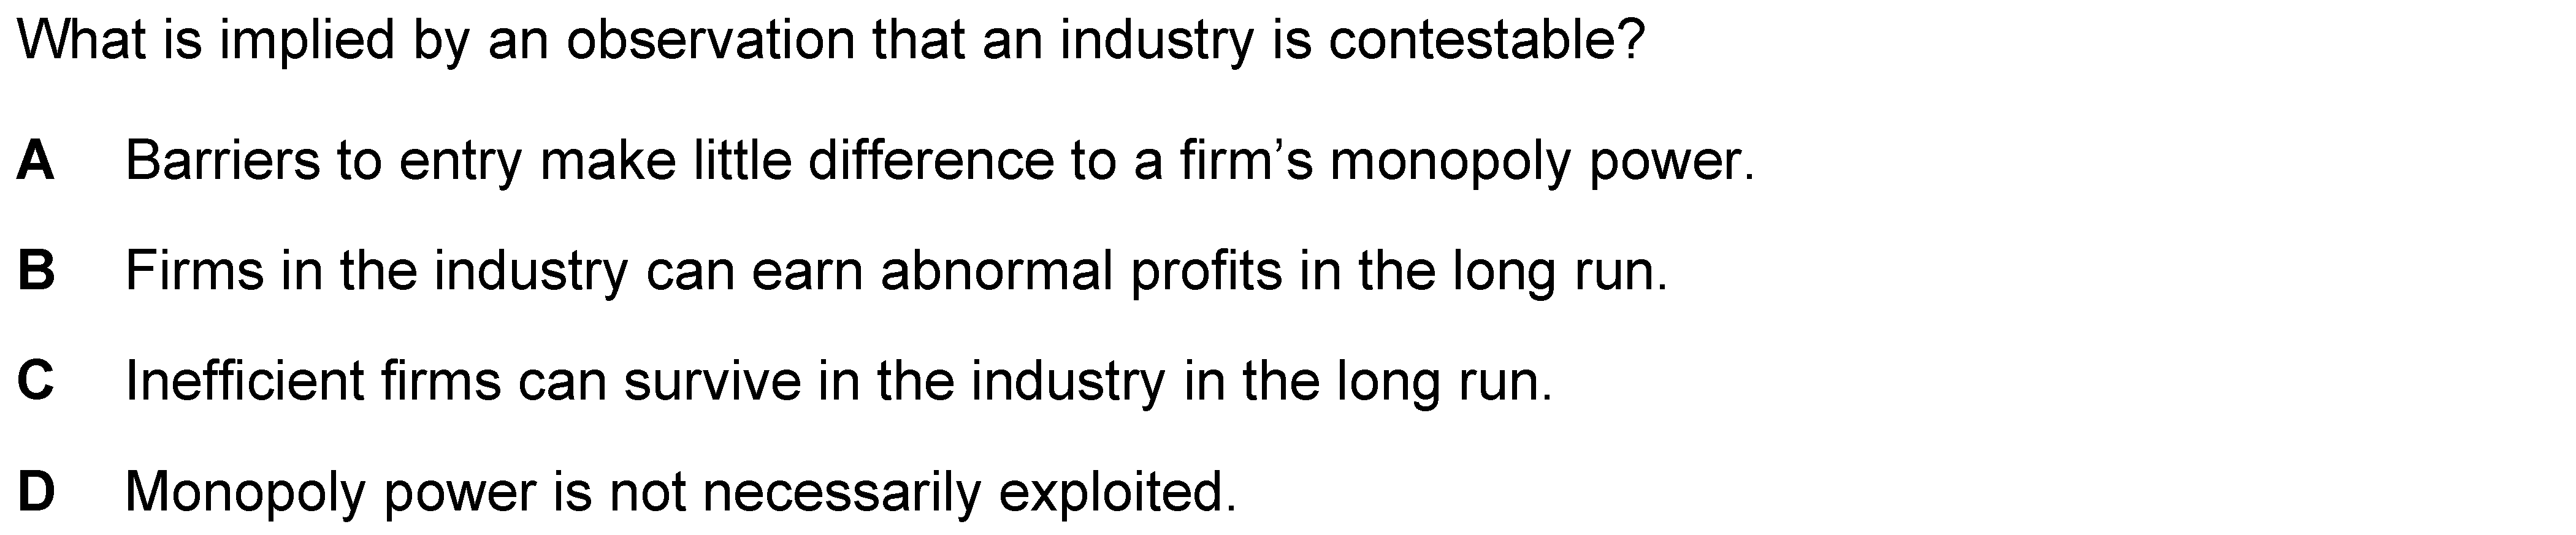 What is implied by an observation that an industry is contestable?
A Barriers to entry make little difference to a firm’s monopoly power.
B Firms in the industry can earn abnormal profits in the long run.
C Inefficient firms can survive in the industry in the long run.
D Monopoly power is not necessarily exploited.